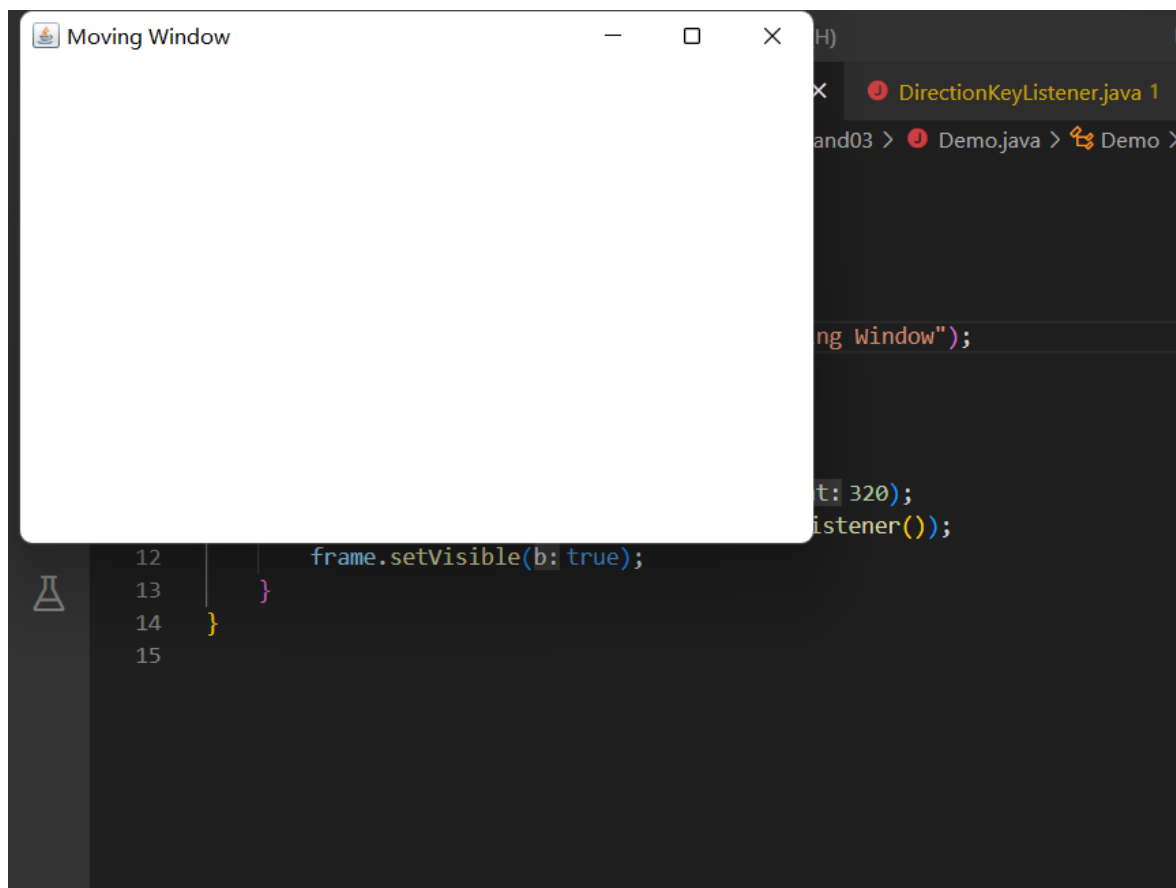 Moving Window
H)
DirectionKeyListener.java 1
and03 > Demo.java > Demo >
ng Window");
t: 320);
istener());
12 frame.setVisible(b: true);
13 }
14 }
15